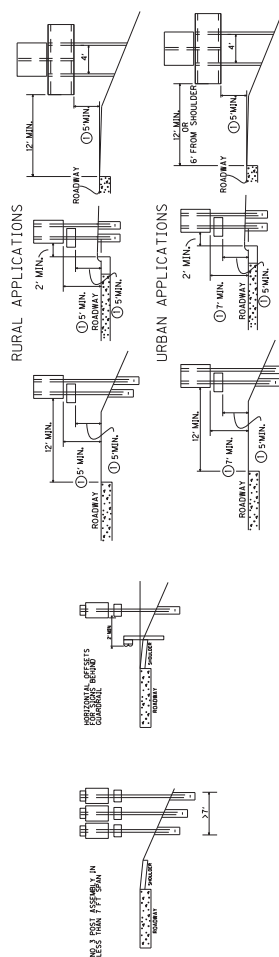 RURAL APPLICATIONS
12' MIN.
① 5' MIN.
ROADWAY
① 5' MIN.
2' MIN.
① 5' MIN.
ROADWAY
① 5' MIN.
12' MIN.
4'
① 5' MIN.
ROADWAY
URBAN APPLICATIONS
12' MIN.
① 7' MIN.
ROADWAY
① 5' MIN.
2' MIN.
① 7' MIN.
ROADWAY
① 5' MIN.
12' MIN.
OR
6' FROM SHOULDER
4'
① 5' MIN.
ROADWAY
HORIZONTAL OFFSETS
FOR SIGNS BEHIND
GUARDRAIL
2' MIN
SHOULDER
ROADWAY
NO 3 POST ASSEMBLY IN
LESS THAN 7 FT SPAN
SHOULDER
ROADWAY
>7'